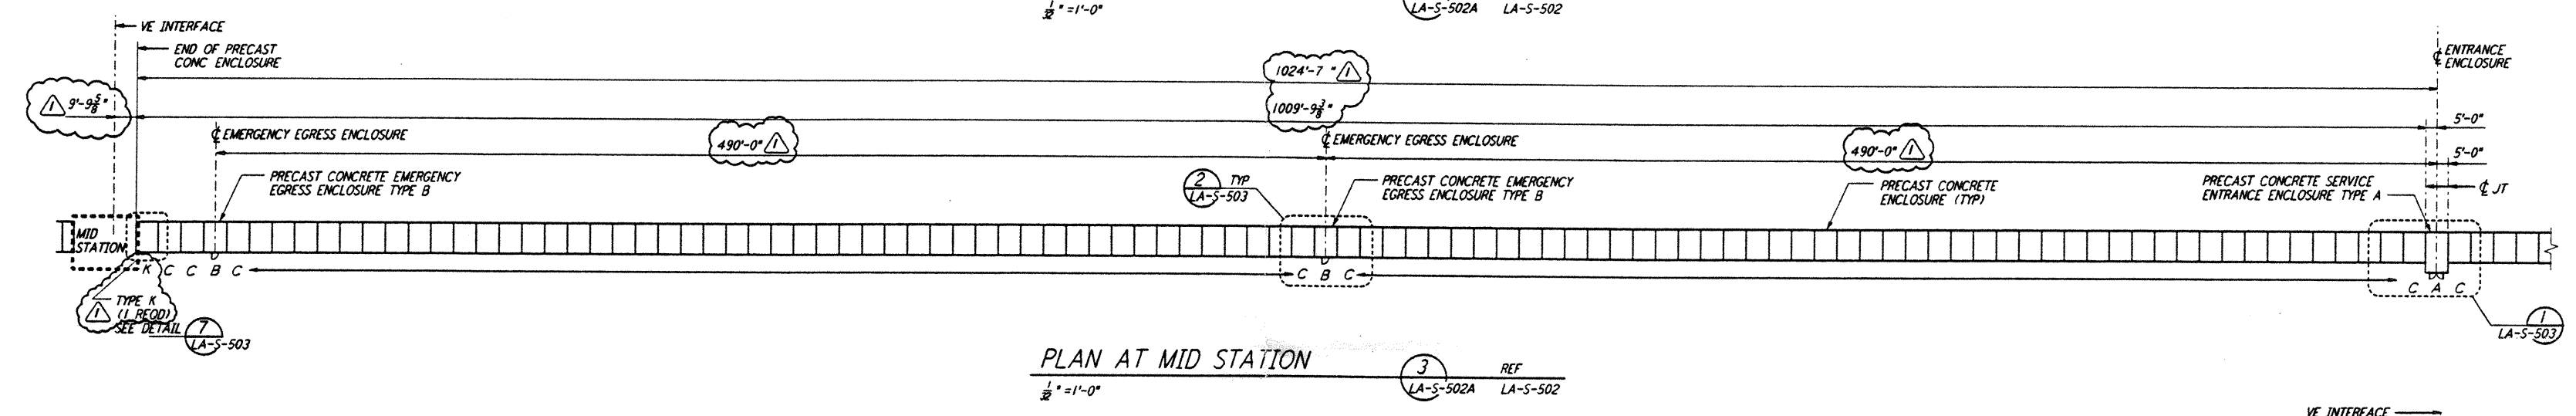 1/32" =1'-0"
LA-S-502A
LA-S-502
VE INTERFACE
END OF PRECAST
CONC ENCLOSURE
℄ ENTRANCE
ENCLOSURE
1024'-7 " 1
1 9'-9 5/8"
1009'-9 3/8"
5'-0"
℄ EMERGENCY EGRESS ENCLOSURE
℄ EMERGENCY EGRESS ENCLOSURE
490'-0" 1
490'-0" 1
5'-0"
PRECAST CONCRETE EMERGENCY
EGRESS ENCLOSURE TYPE B
2 TYP
LA-S-503
PRECAST CONCRETE EMERGENCY
EGRESS ENCLOSURE TYPE B
PRECAST CONCRETE
ENCLOSURE (TYP)
PRECAST CONCRETE SERVICE
ENTRANCE ENCLOSURE TYPE A
℄ JT
MID
STATION
K C C B C
C B C
C A C
TYPE K
1 (1 REQD)
SEE DETAIL 7
LA-S-503
1
LA-S-503
PLAN AT MID STATION
3
REF
1/32" =1'-0"
LA-S-502A
LA-S-502
VE INTERFACE